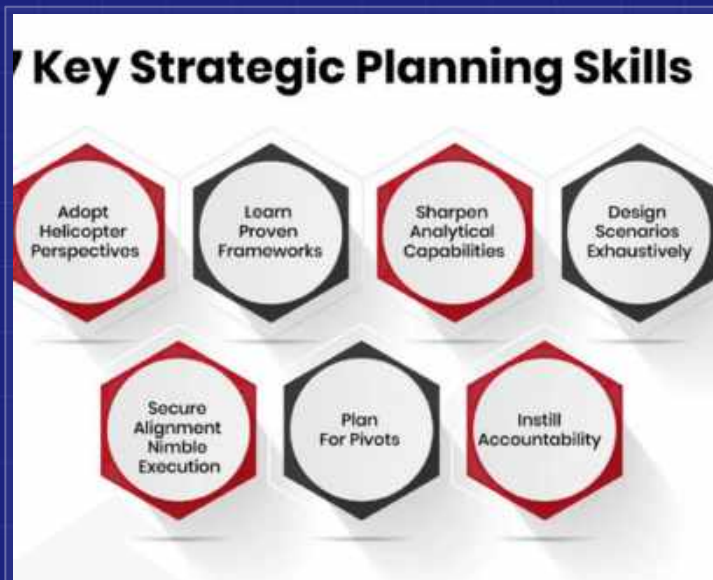 7 Key Strategic Planning Skills
Adopt
Helicopter
Perspectives
Learn
Proven
Frameworks
Sharpen
Analytical
Capabilities
Design
Scenarios
Exhaustively
Secure
Alignment
Nimble
Execution
Plan
For Pivots
Instill
Accountability